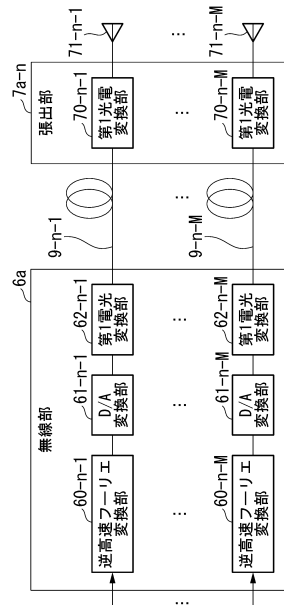 6a
無線部
60-n-1
逆高速フーリエ
変換部
61-n-1
D/A
変換部
62-n-1
第1電光
変換部
9-n-1
7a-n
張出部
70-n-1
第1光電
変換部
71-n-1
60-n-M
逆高速フーリエ
変換部
61-n-M
D/A
変換部
62-n-M
第1電光
変換部
9-n-M
70-n-M
第1光電
変換部
71-n-M